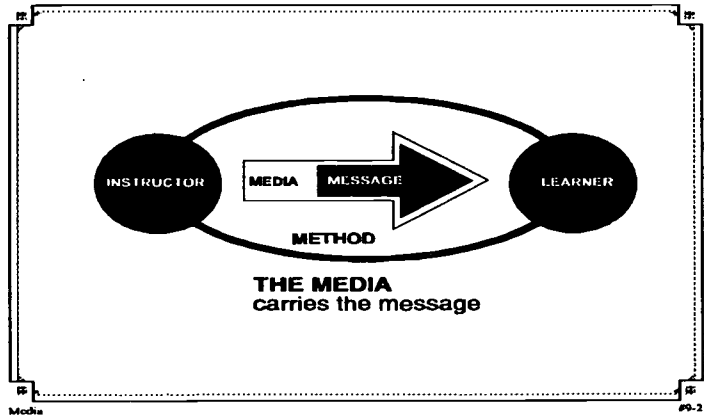 INSTRUCTOR
MEDIA MESSAGE
LEARNER
METHOD
THE MEDIA
carries the message
Media
#9-2